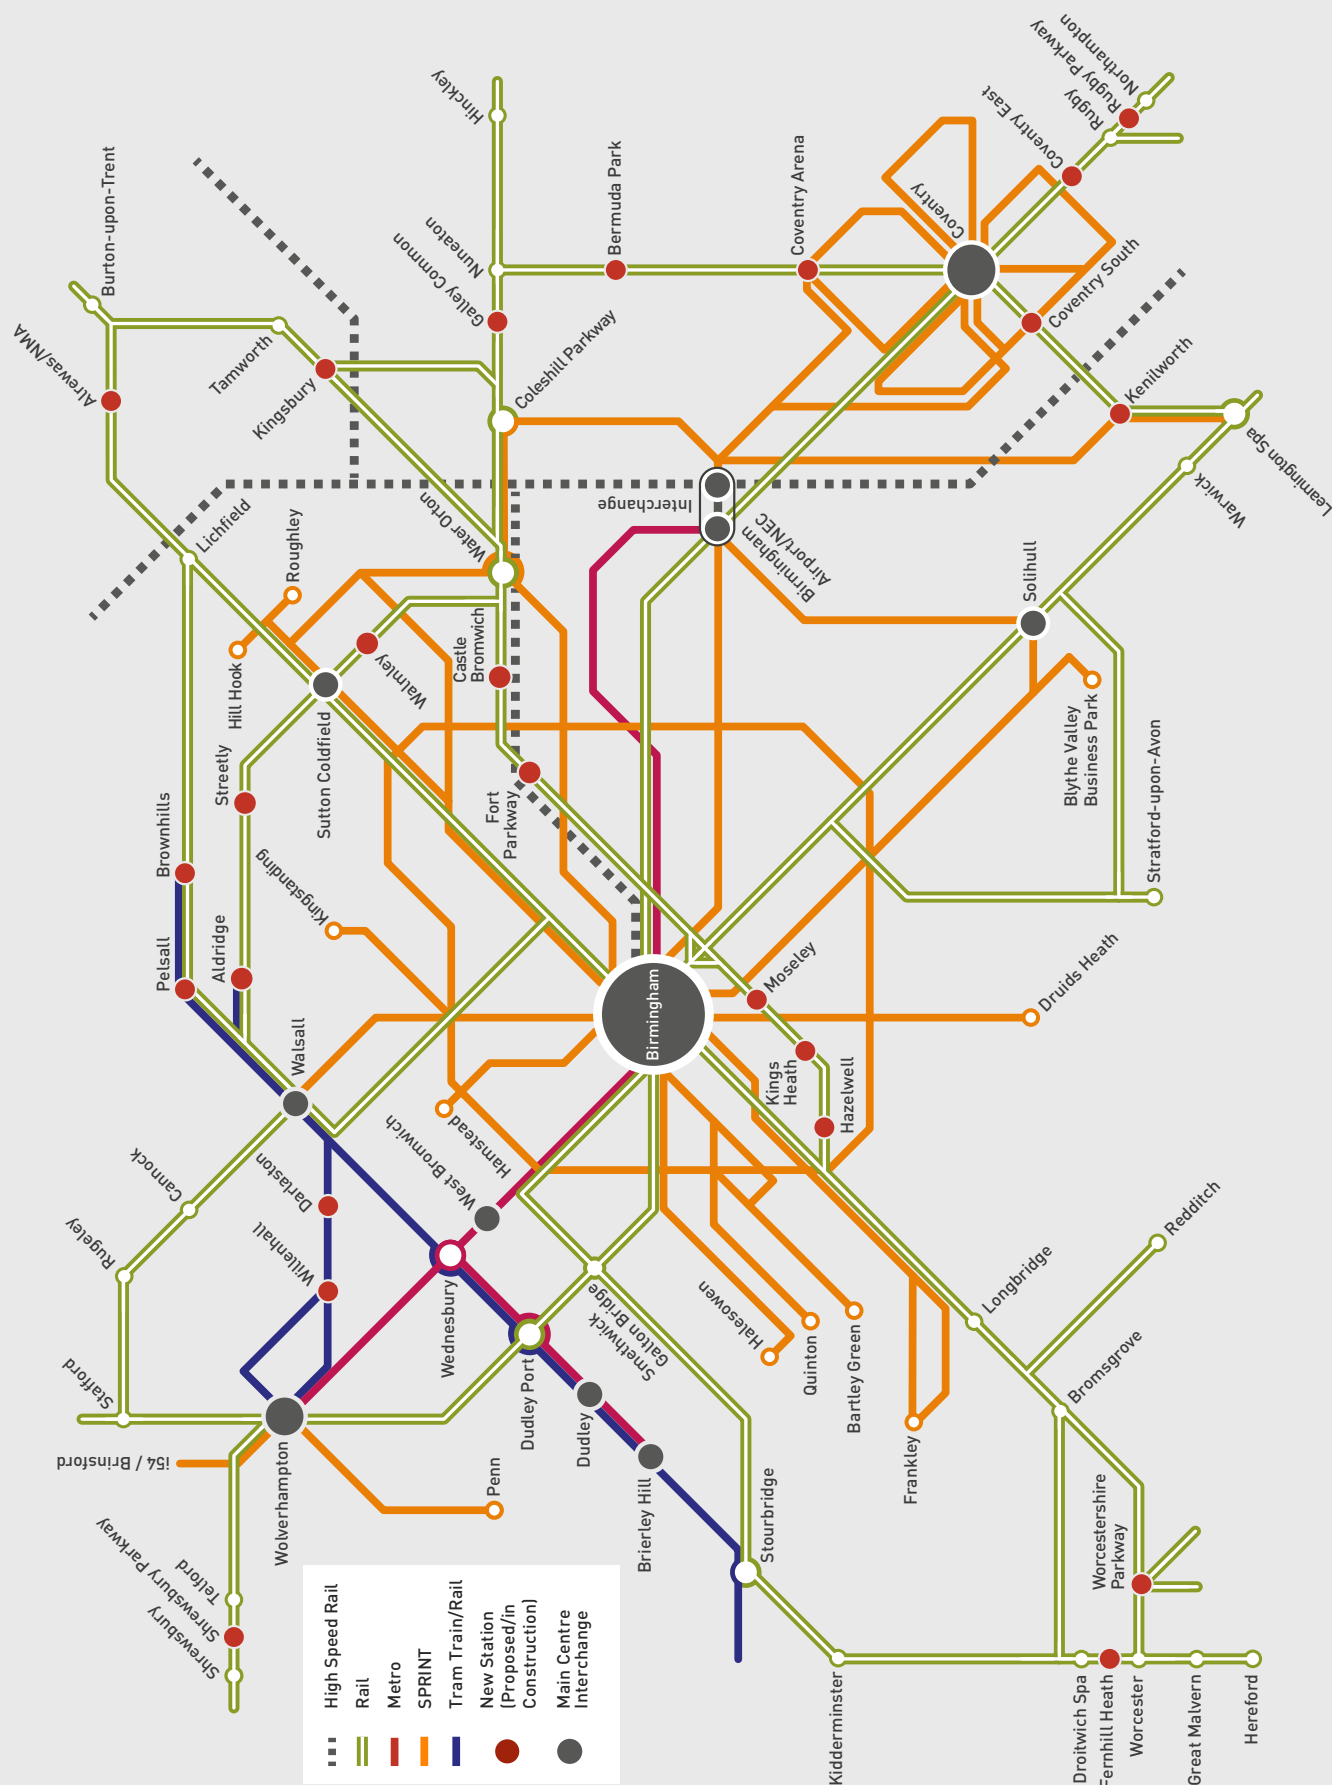 Northampton
Rugby Parkway
Rugby
Coventry East
Hinckley
Burton-upon-Trent
Bermuda Park
Coventry Arena
Coventry
Nuneaton
Galley Common
Coventry South
Alrewas/NMA
Tamworth
Kingsbury
Coleshill Parkway
Kenilworth
Leamington Spa
Warwick
Water Orton
Interchange
Birmingham
Airport/NEC
Lichfield
Roughley
Hill Hook
Walmley
Castle
Bromwich
Solihull
Blythe Valley
Business Park
Stratford-upon-Avon
Streetly
Sutton Coldfield
Fort
Parkway
Brownhills
Kingstanding
Pelsall
Aldridge
Moseley
Druids Heath
Birmingham
Walsall
Kings
Heath
Hazelwell
Hamstead
West Bromwich
Cannock
Darlaston
Rugeley
Willenhall
Redditch
Longbridge
Wednesbury
Smethwick
Galton Bridge
Halesowen
Quinton
Bartley Green
Stafford
Dudley Port
Dudley
Bromsgrove
Frankley
i54 / Brinsford
Wolverhampton
Penn
Brierley Hill
Stourbridge
Worcestershire
Parkway
Telford
Shrewsbury Parkway
Shrewsbury
Kidderminster
Droitwich Spa
Fernhill Heath
Worcester
Great Malvern
Hereford
High Speed Rail
Rail
Metro
SPRINT
Tram Train/Rail
New Station
(Proposed/in
Construction)
Main Centre
Interchange